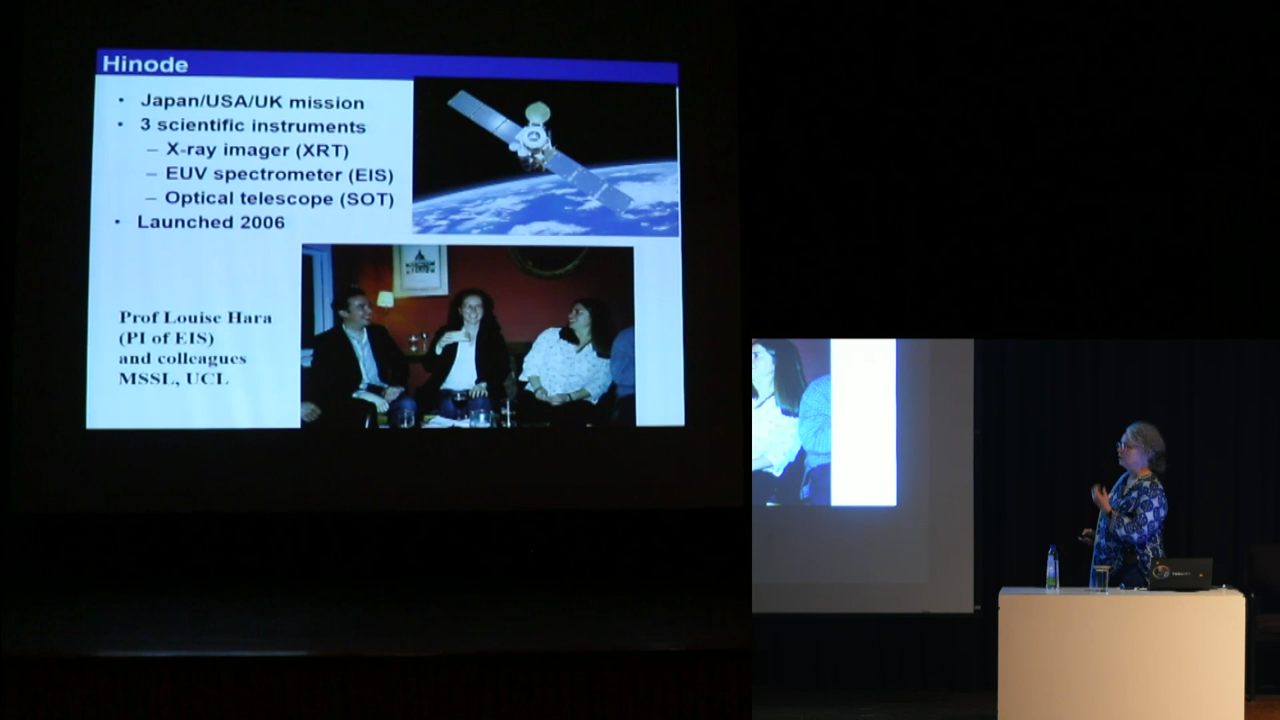 Hinode
• Japan/USA/UK mission
• 3 scientific instruments
– X-ray imager (XRT)
– EUV spectrometer (EIS)
– Optical telescope (SOT)
• Launched 2006
Prof Louise Hara
(PI of EIS)
and colleagues
MSSL, UCL